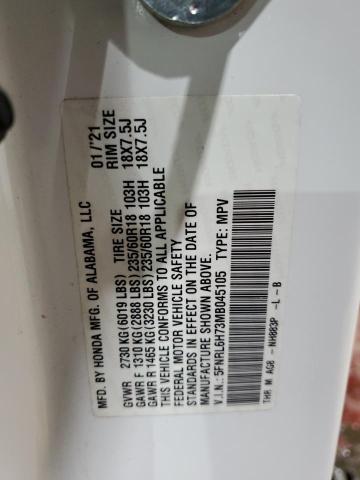 MFD. BY HONDA MFG. OF ALABAMA, LLC 01/'21
GVWR 2730 KG(6019 LBS) TIRE SIZE RIM SIZE
GAWR F 1310 KG(2888 LBS)235/60R18 103H 18X7.5J
GAWR R 1465 KG(3230 LBS)235/60R18 103H 18X7.5J
THIS VEHICLE CONFORMS TO ALL APPLICABLE
FEDRAL MOTOR VEHICLE SAFETY
STANDARDS IN EFFECT ON THE DATE OF
MANUFACTURE SHOWN ABOVE.
V.I.N.: 5FNRL6H73MB045105 TYPE: MPV
THR M AG8 -NH883P -L -B